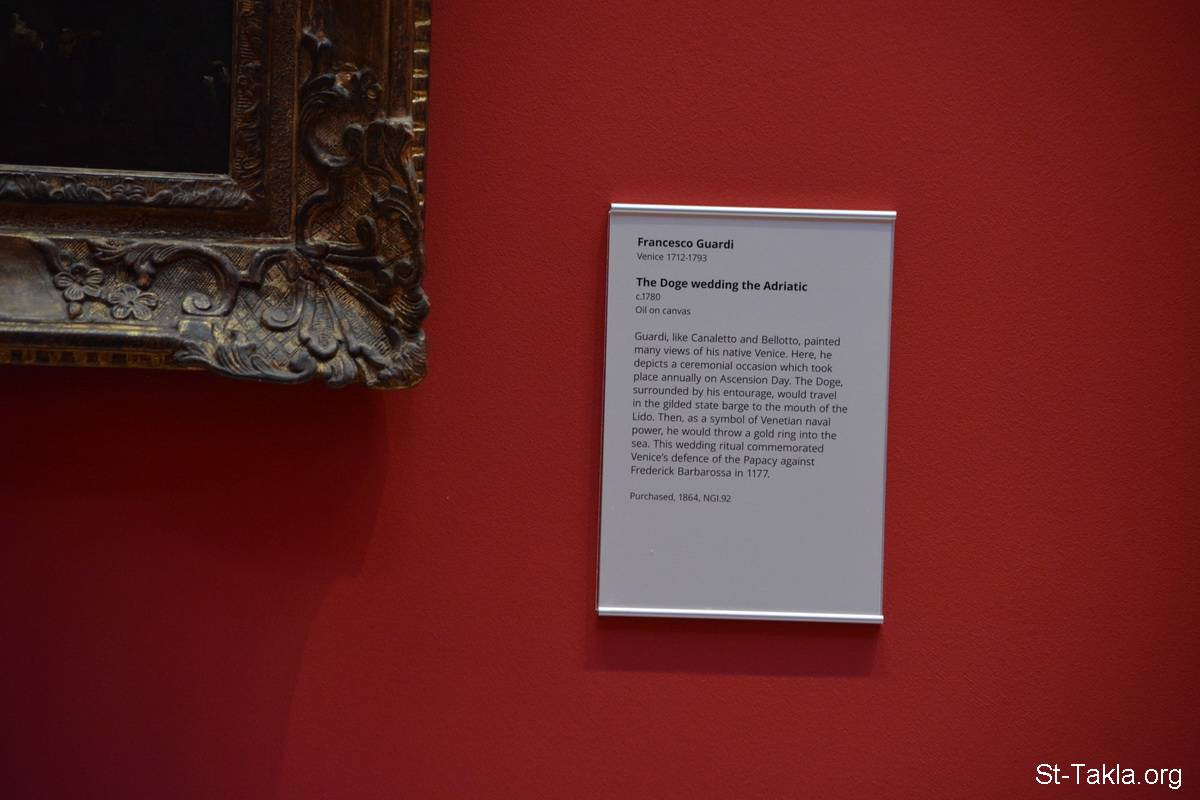 Francesco Guardi
Venice 1712-1793
The Doge wedding the Adriatic
c.1780
Oil on canvas
Guardi, like Canaletto and Bellotto, painted
many views of his native Venice. Here, he
depicts a ceremonial occasion which took
place annually on Ascension Day. The Doge,
surrounded by his entourage, would travel
in the gilded state barge to the mouth of the
Lido. Then, as a symbol of Venetian naval
power, he would throw a gold ring into the
sea. This wedding ritual commemorated
Venice's defence of the Papacy against
Frederick Barbarossa in 1177.
Purchased, 1864, NGI.92
St-Takla.org